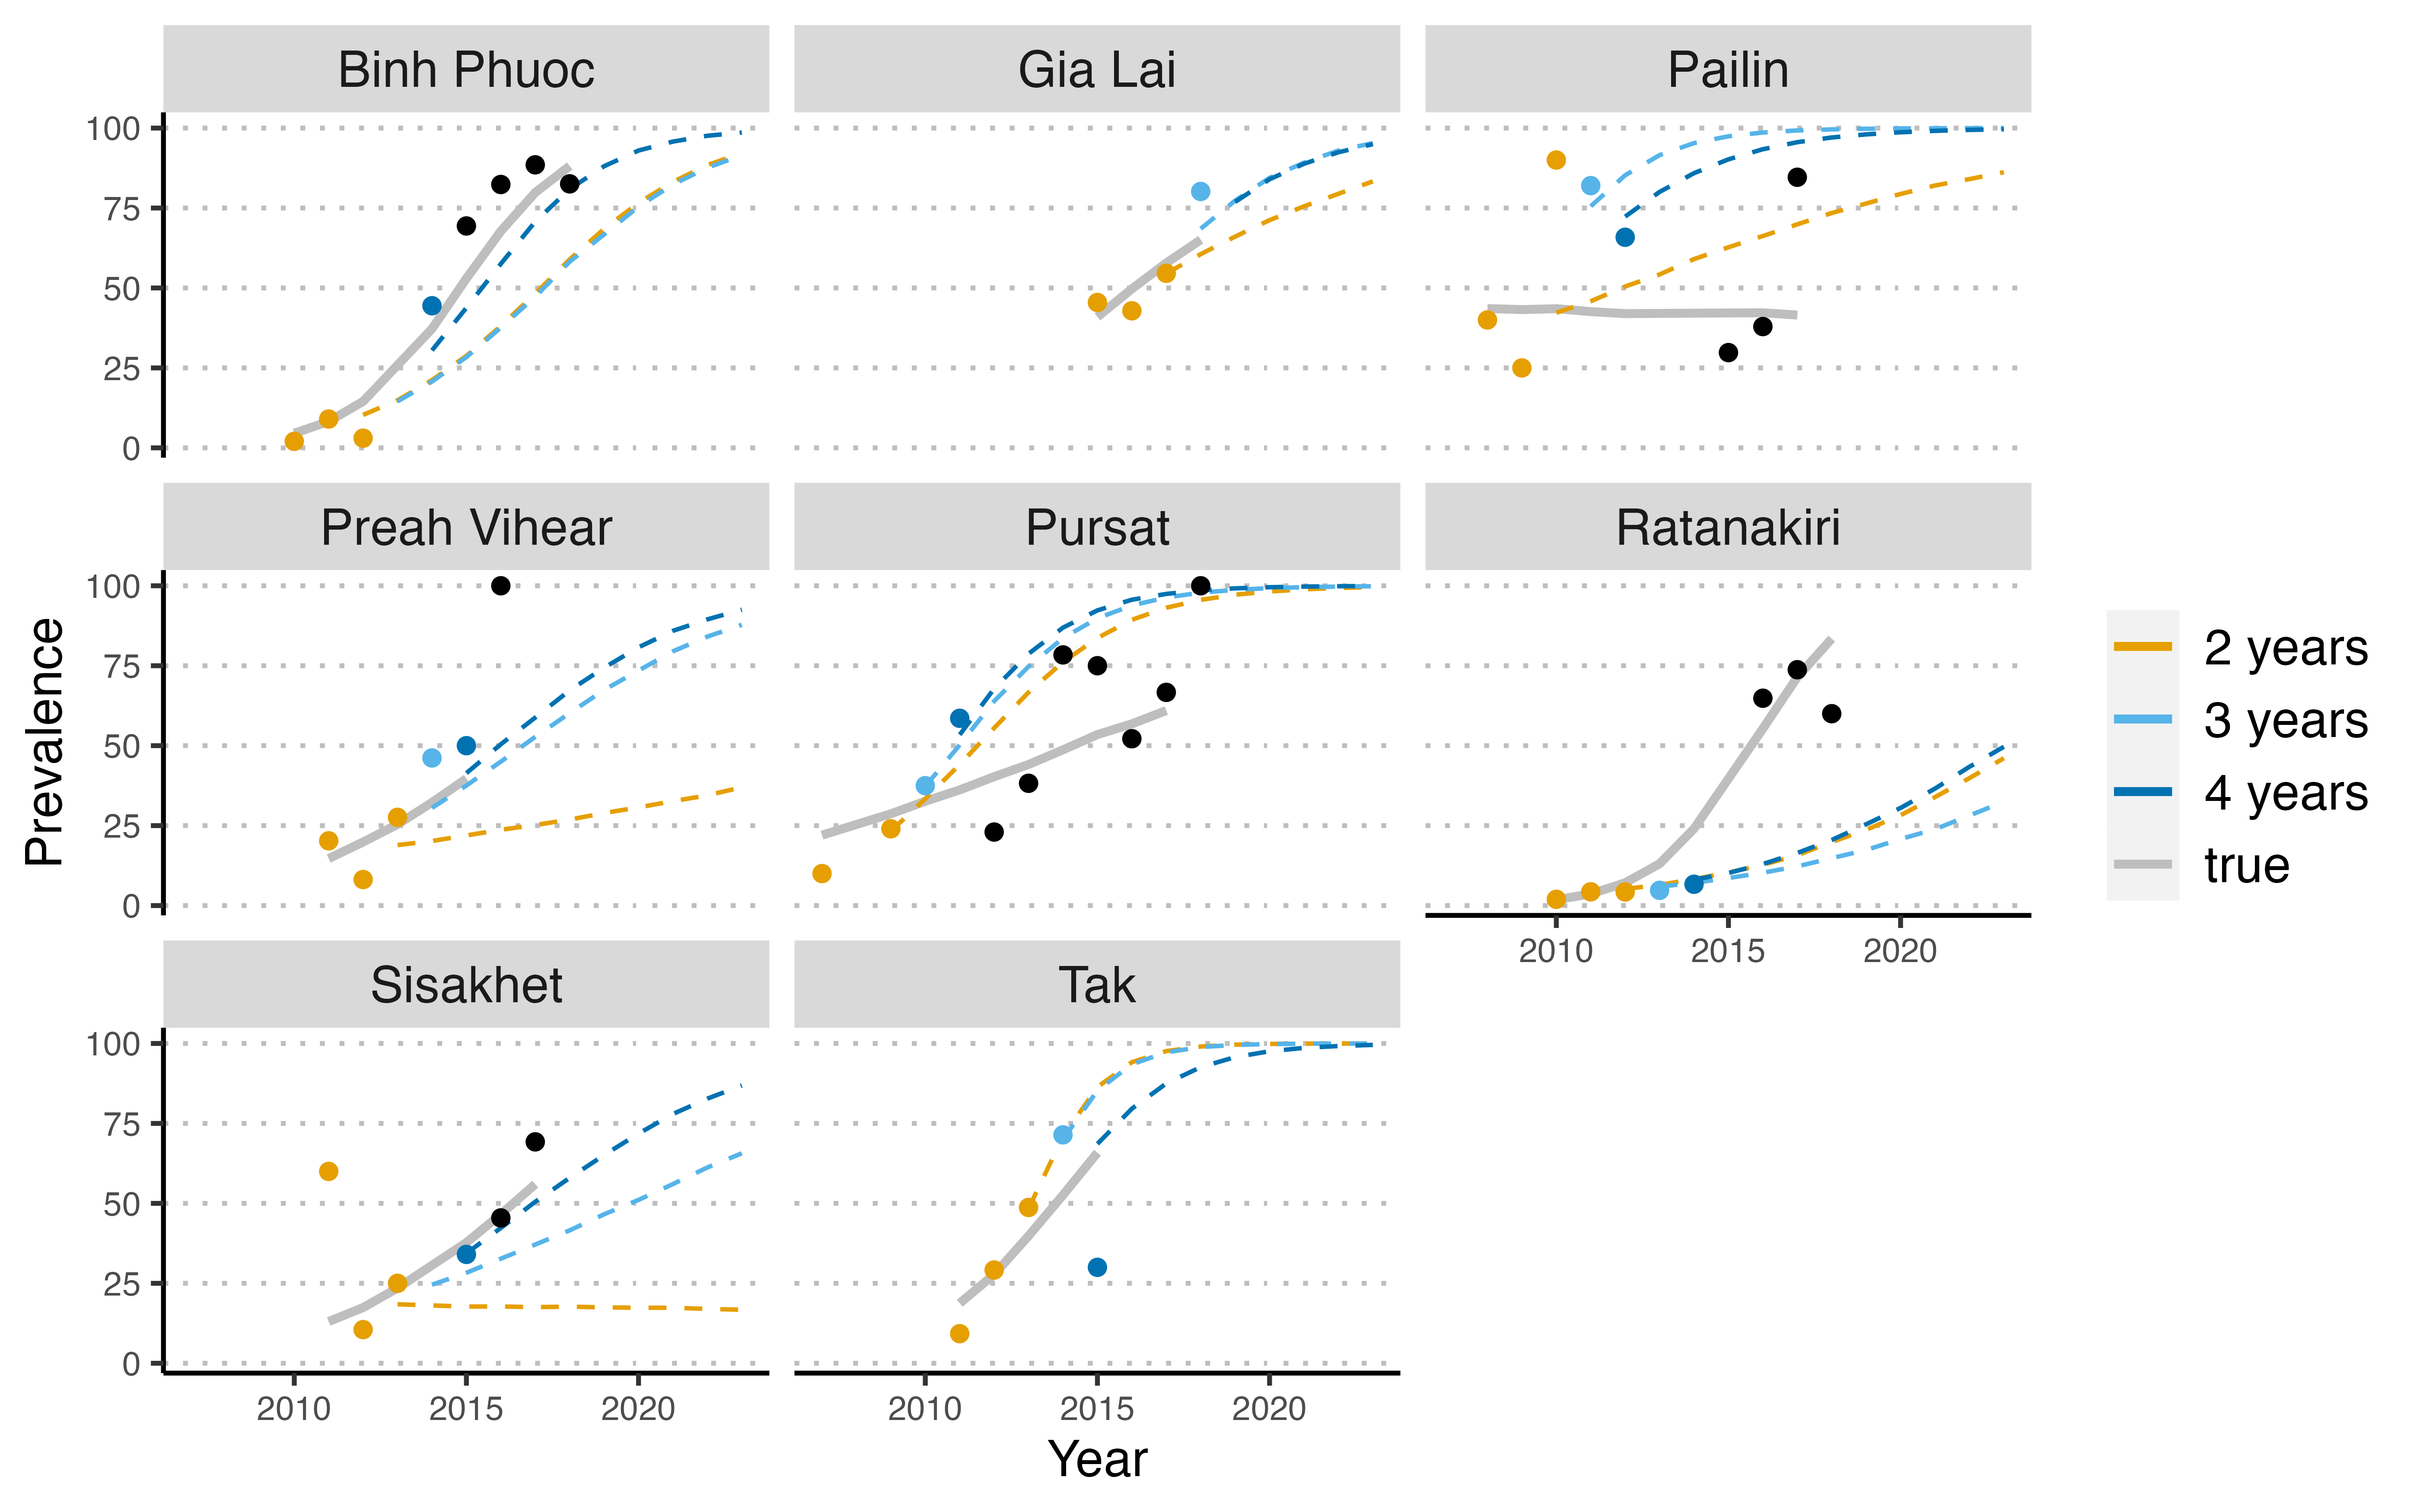 Binh Phuoc Gia Lai Pailin
100
75
50
25
0
Preah Vihear Pursat Ratanakiri
100
75
50
25
0
2010 2015 2020
Sisakhet Tak
100
75
50
25
0
2010 2015 2020 2010 2015 2020
Year
Prevalence
2 years
3 years
4 years
true